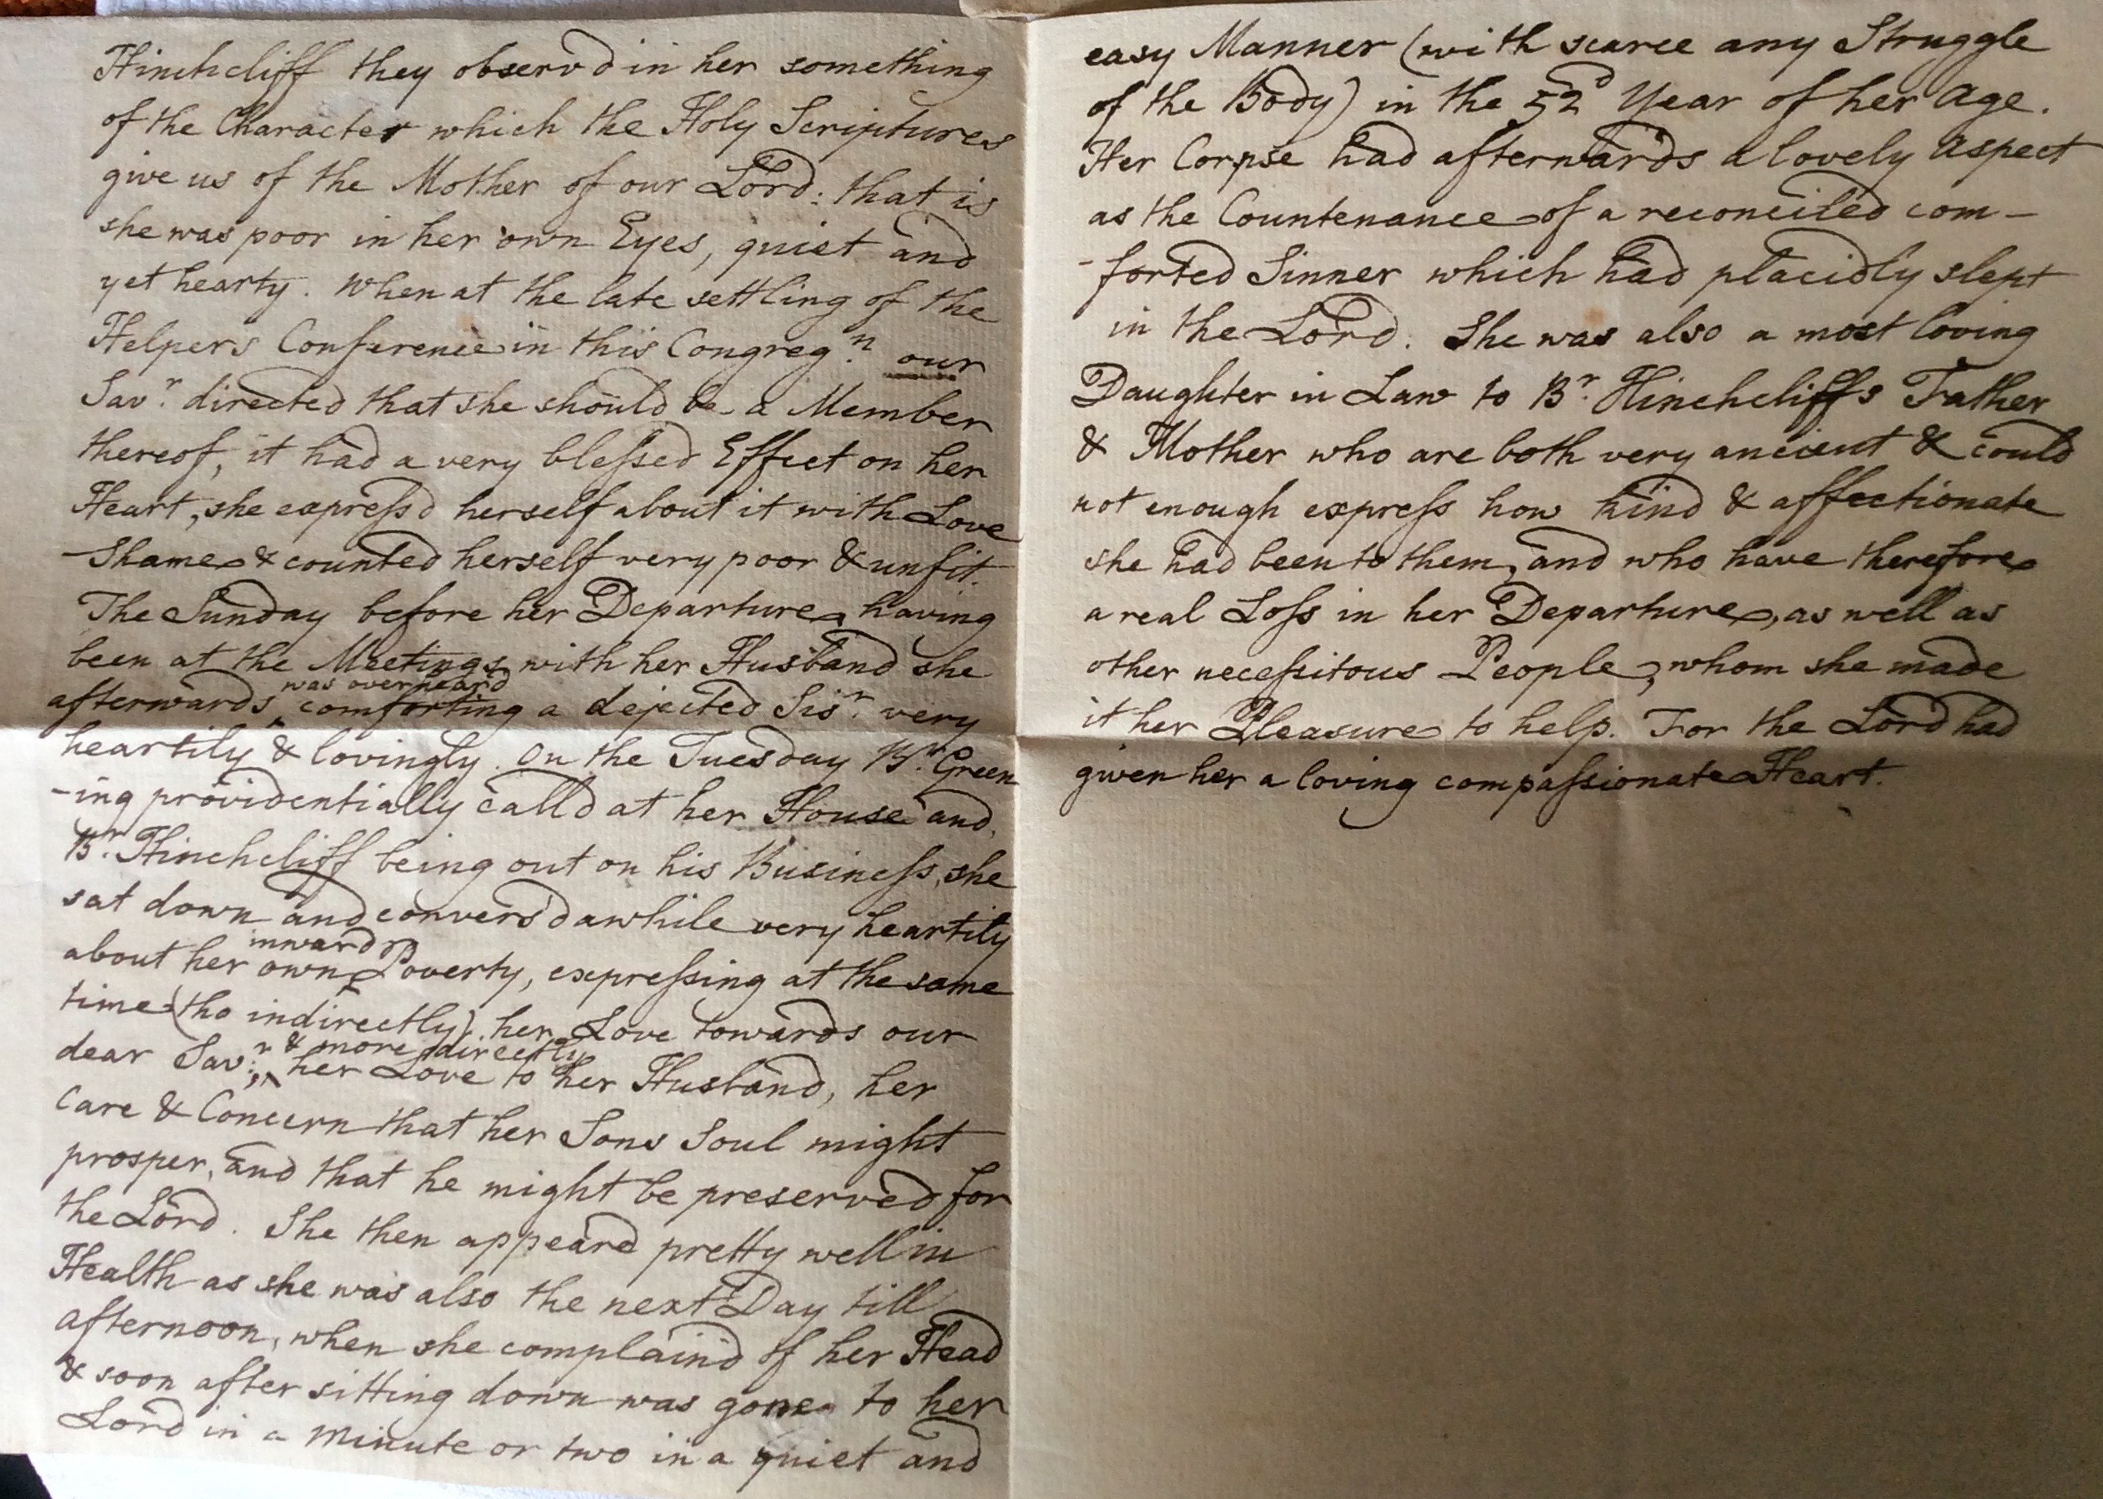 Hinchcliff they observd in her something
of the Character which the Holy Scriptures
give us of the Mother of our Lord: that is
she was poor in her own Eyes, quiet and
yet hearty. When at the late settling of the
Helpers Conference in this Congreg.n our
Sav.r directed that she should be a Member
thereof, it had a very blessed Effect on her
Heart, she express'd herself about it with Love
Shame & counted herself very poor & unfit.
The Sunday before her Departure, having
been at the Meetings with her Husband she
was overheard
afterwards comforting a dejected Sis.r very
heartily & lovingly. On the Tuesday Br. Green
-ing providentially call'd at her House and
Br. Hinchcliff being out on his Business, she
sat down and convers'd awhile very heartily
inward
about her own Poverty, expressing at the same
time (tho indirectly) her Love towards our
& more directly
dear Sav.r, her Love to her Husband, her
Care & Concern that her Sons Soul might
prosper, and that he might be preserved for
the Lord. She then appeard pretty well in
Health as she was also the next Day till
afternoon, when she complaind of her Head
& soon after sitting down was gone to her
Lord in a minute or two in a quiet and
easy Manner (with scarce any Struggle
of the Body) in the 52d Year of her Age.
Her Corpse had afterwards a lovely Aspect
as the Countenance of a reconciled com-
-forted Sinner which had placidly slept
in the Lord. She was also a most loving
Daughter in Law to Br. Hinchcliffs Father
& Mother who are both very ancient & could
not enough express how kind & affectionate
she had been to them, and who have therefore
a real Loss in her Departure, as well as
other necessitous People, whom she made
it her Pleasure to help. For the Lord had
given her a loving compassionate Heart.